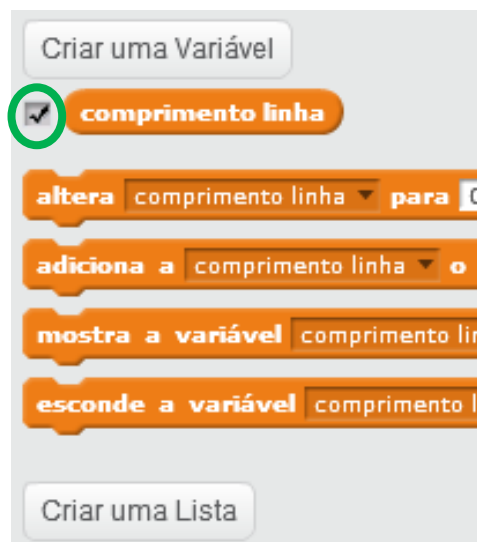 Criar uma Variável
comprimento linha
altera comprimento linha para
adiciona a comprimento linha o
mostra a variável comprimento
esconde a variável comprimento
Criar uma Lista